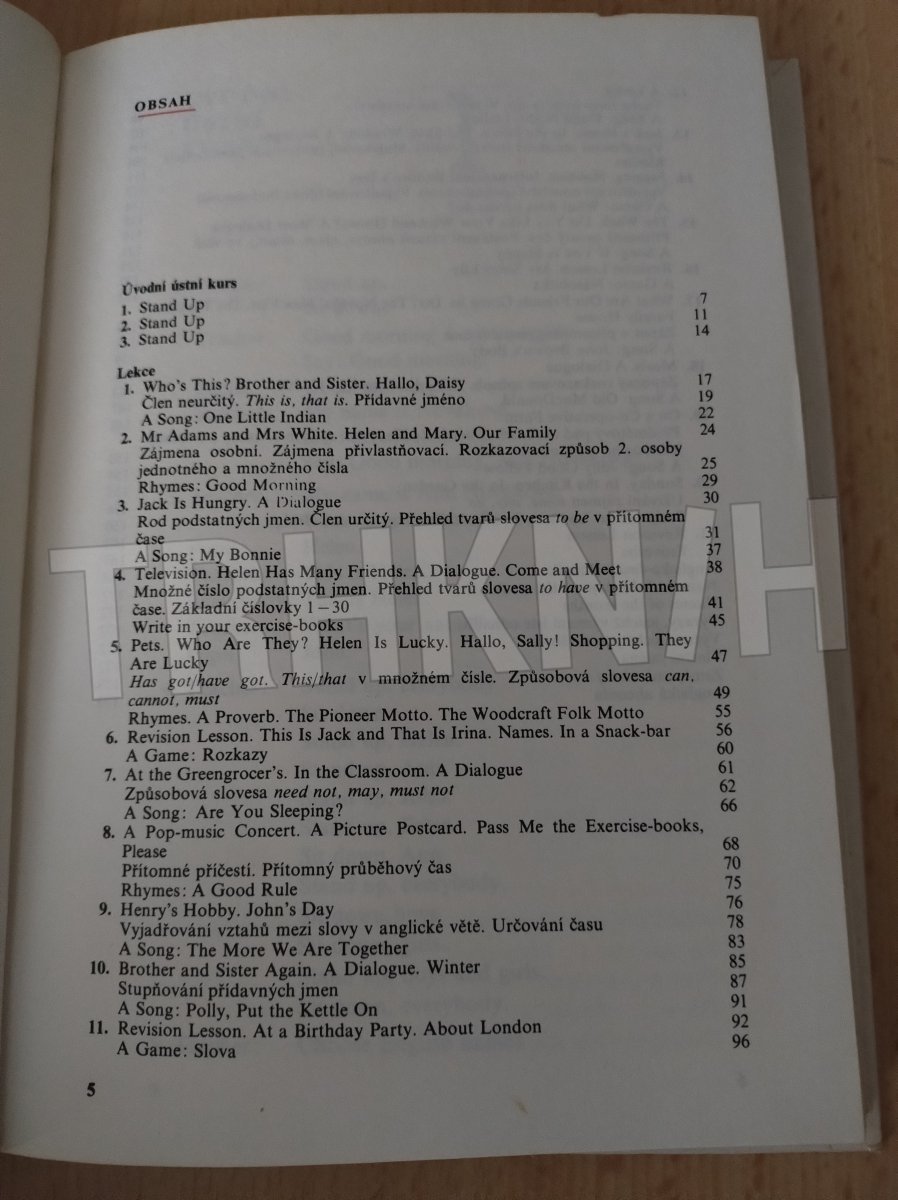 OBSAH
Úvodní ústní kurs
1. Stand Up 7
2. Stand Up 11
3. Stand Up 14
Lekce
1. Who's This? Brother and Sister. Hallo, Daisy 17
Člen neurčitý. This is, that is. Přídavné jméno 19
A Song: One Little Indian 22
2. Mr Adams and Mrs White. Helen and Mary. Our Family 24
Zájmena osobní. Zájmena přivlastňovací. Rozkazovací způsob 2. osoby
jednotného a množného čísla 25
Rhymes: Good Morning 29
3. Jack Is Hungry. A Dialogue 30
Rod podstatných jmen. Člen určitý. Přehled tvarů slovesa to be v přítomném
čase 31
A Song: My Bonnie 37
4. Television. Helen Has Many Friends. A Dialogue. Come and Meet 38
Množné číslo podstatných jmen. Přehled tvarů slovesa to have v přítomném
čase. Základní číslovky 1–30 41
Write in your exercise-books 45
5. Pets. Who Are They? Helen Is Lucky. Hallo, Sally! Shopping. They
Are Lucky 47
Has got/have got. This/that v množném čísle. Způsobová slovesa can,
cannot, must 49
Rhymes. A Proverb. The Pioneer Motto. The Woodcraft Folk Motto 55
6. Revision Lesson. This Is Jack and That Is Irina. Names. In a Snack-bar 56
A Game: Rozkazy 60
7. At the Greengrocer's. In the Classroom. A Dialogue 61
Způsobová slovesa need not, may, must not 62
A Song: Are You Sleeping? 66
8. A Pop-music Concert. A Picture Postcard. Pass Me the Exercise-books,
Please 68
Přítomné příčestí. Přítomný průběhový čas 70
Rhymes: A Good Rule 75
9. Henry's Hobby. John's Day 76
Vyjadřování vztahů mezi slovy v anglické větě. Určování času 78
A Song: The More We Are Together 83
10. Brother and Sister Again. A Dialogue. Winter 85
Stupňování přídavných jmen 87
A Song: Polly, Put the Kettle On 91
11. Revision Lesson. At a Birthday Party. About London 92
A Game: Slova 96
5
TRHKNIH